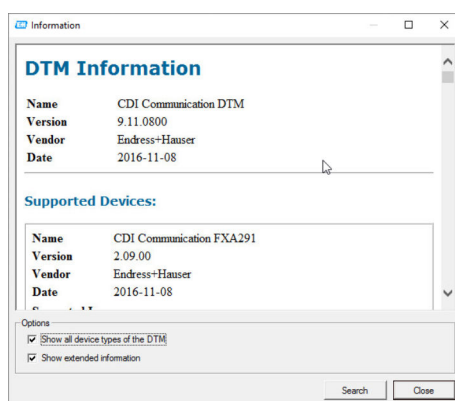 Information
DTM Information
Name CDI Communication DTM
Version 9.11.0800
Vendor Endress+Hauser
Date 2016-11-08
Supported Devices:
Name CDI Communication FXA291
Version 2.09.00
Vendor Endress+Hauser
Date 2016-11-08
Options
Show all device types of the DTM
Show extended information
Search Close